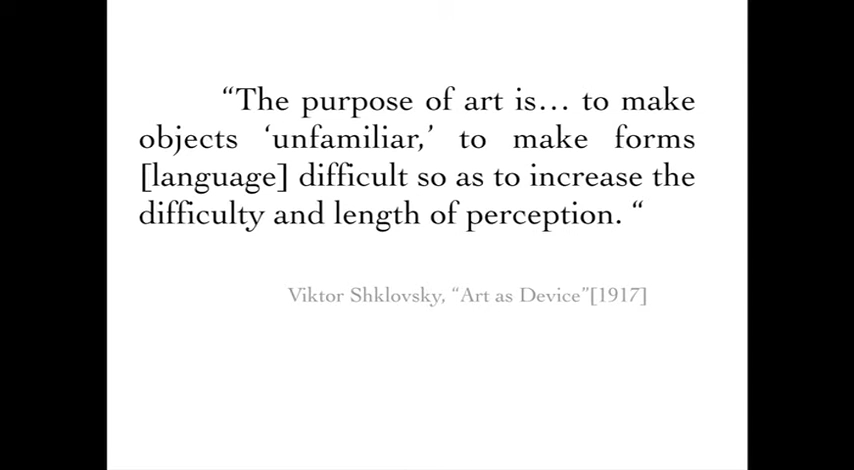 “The purpose of art is… to make
objects ‘unfamiliar,’ to make forms
[language] difficult so as to increase the
difficulty and length of perception. “
Viktor Shklovsky, “Art as Device”[1917]